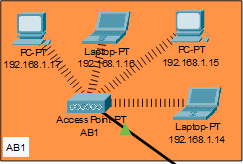 PC-PT
192.168.1.17
Laptop-PT
192.168.1.16
PC-PT
192.168.1.15
Access Point-PT
AB1
Laptop-PT
192.168.1.14
AB1